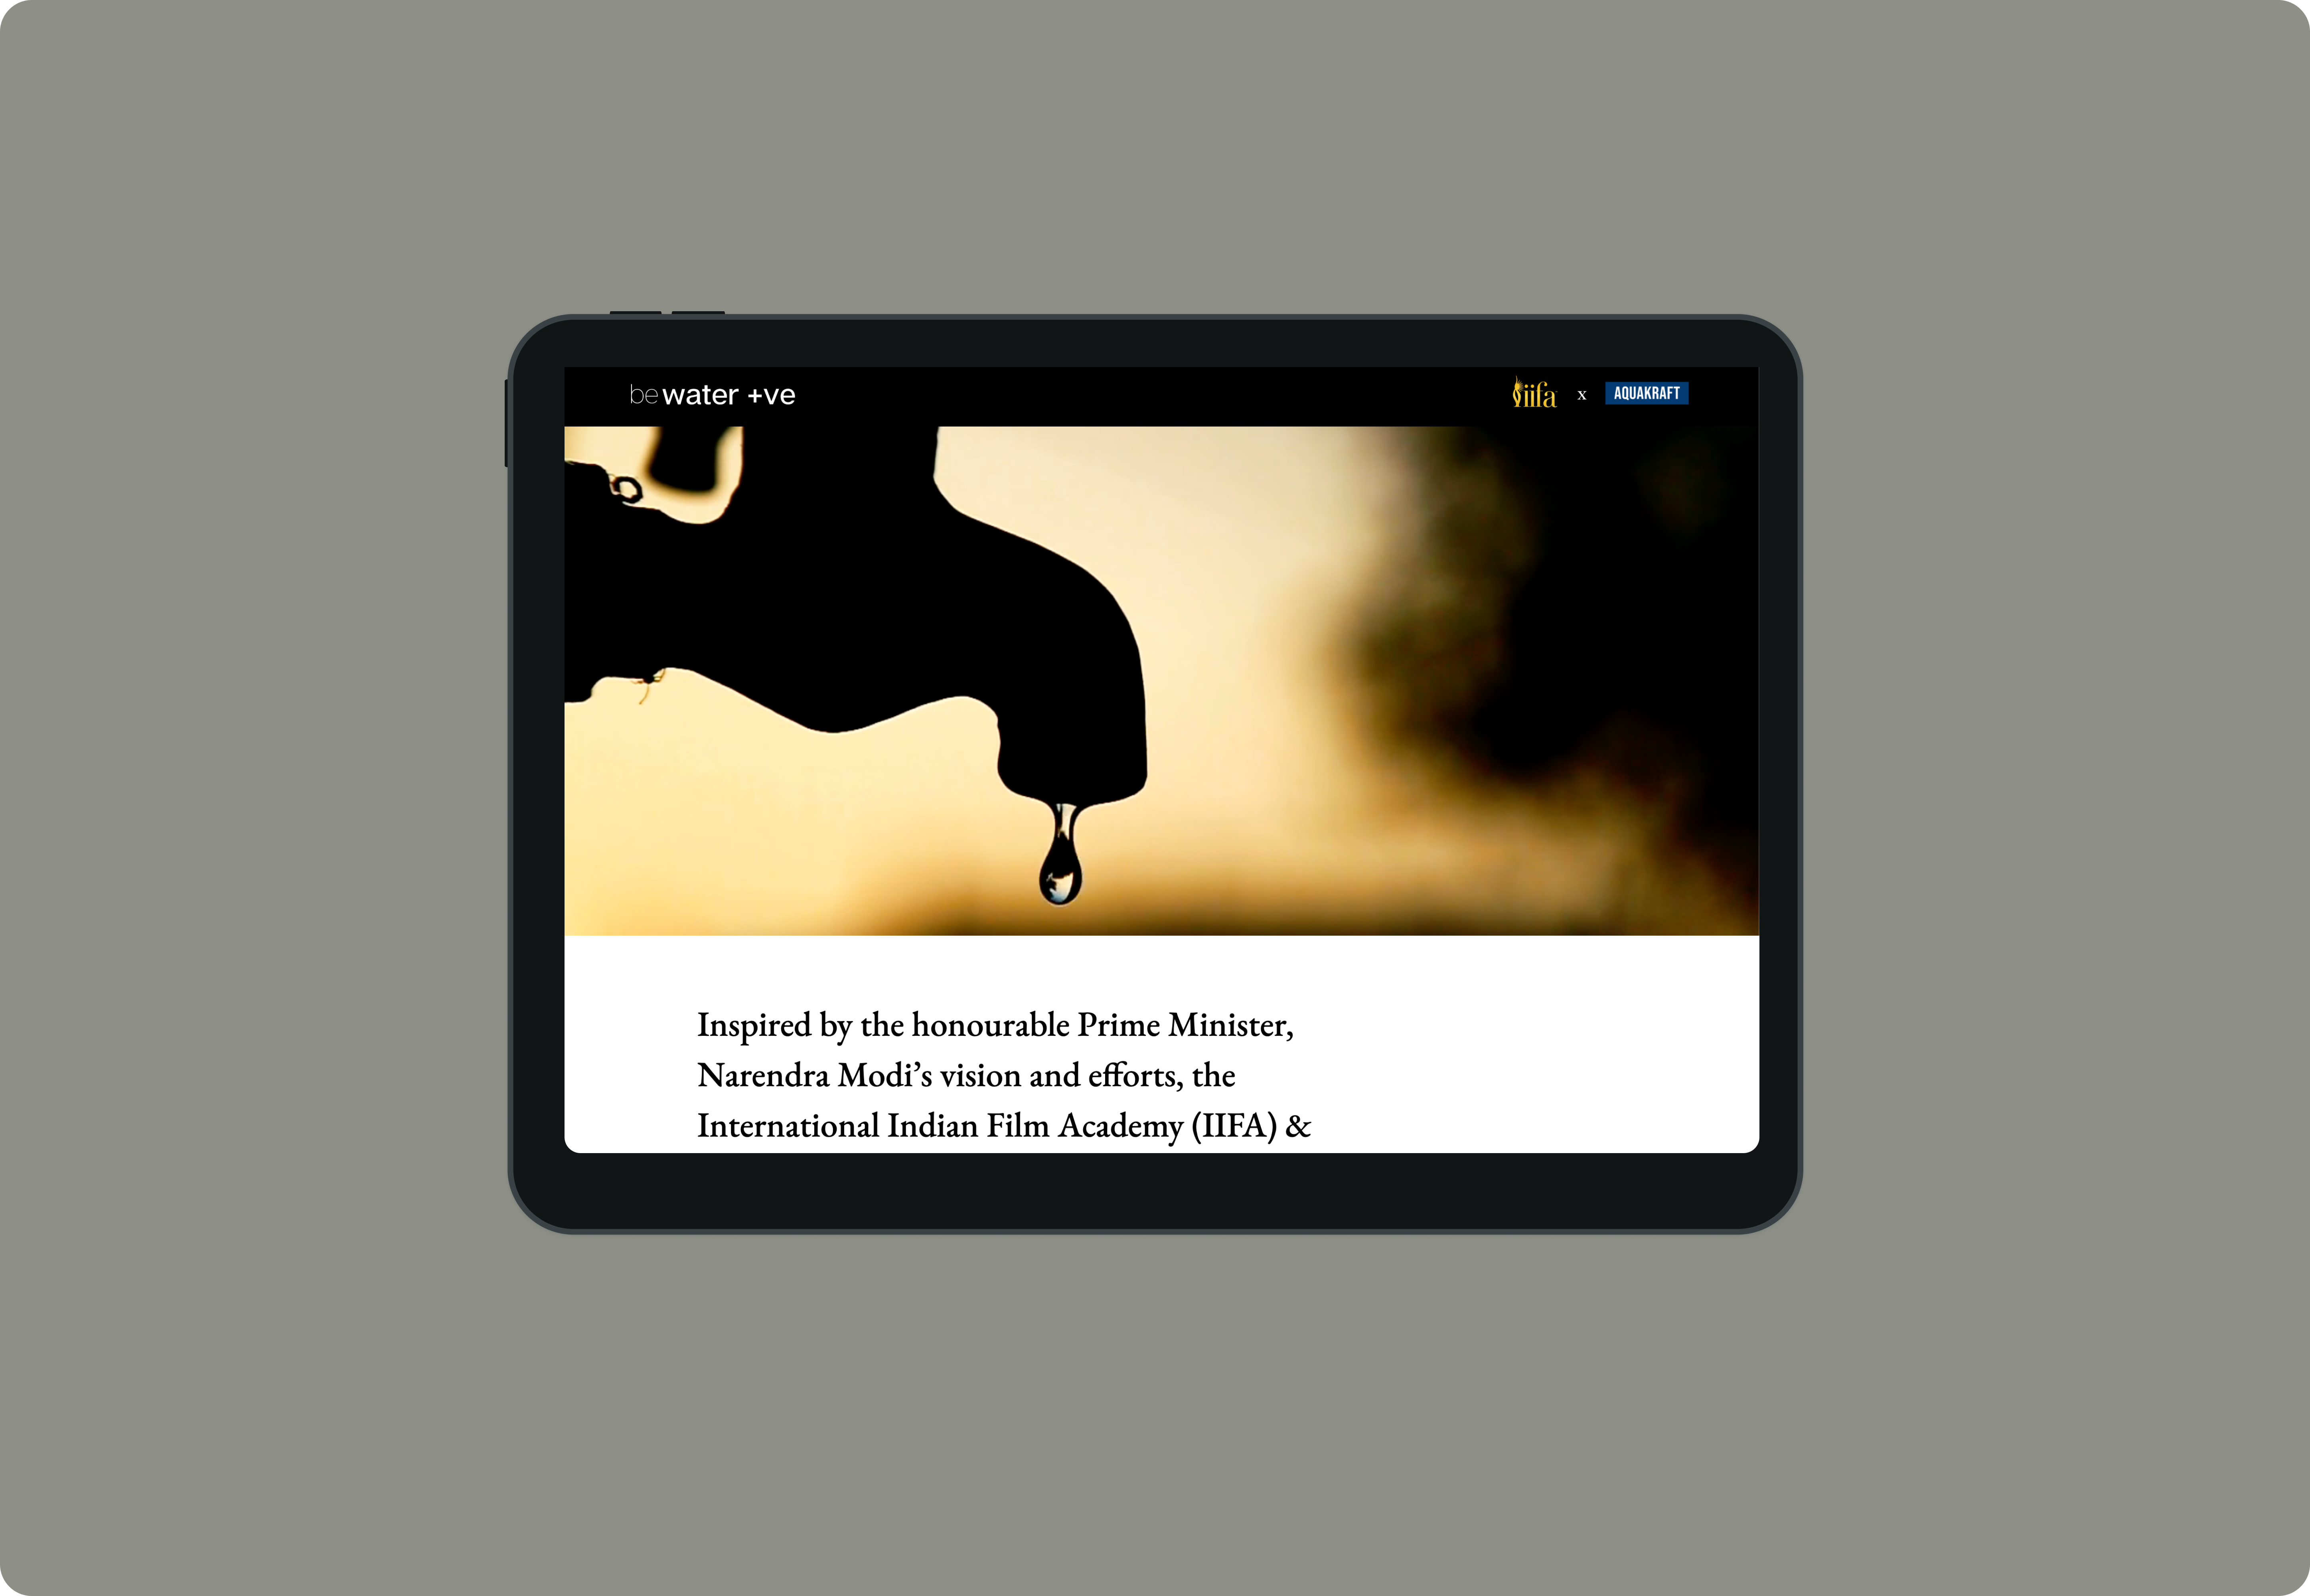 be water +ve
iifa x AQUAKRAFT
Inspired by the honourable Prime Minister,
Narendra Modi’s vision and efforts, the
International Indian Film Academy (IIFA) &